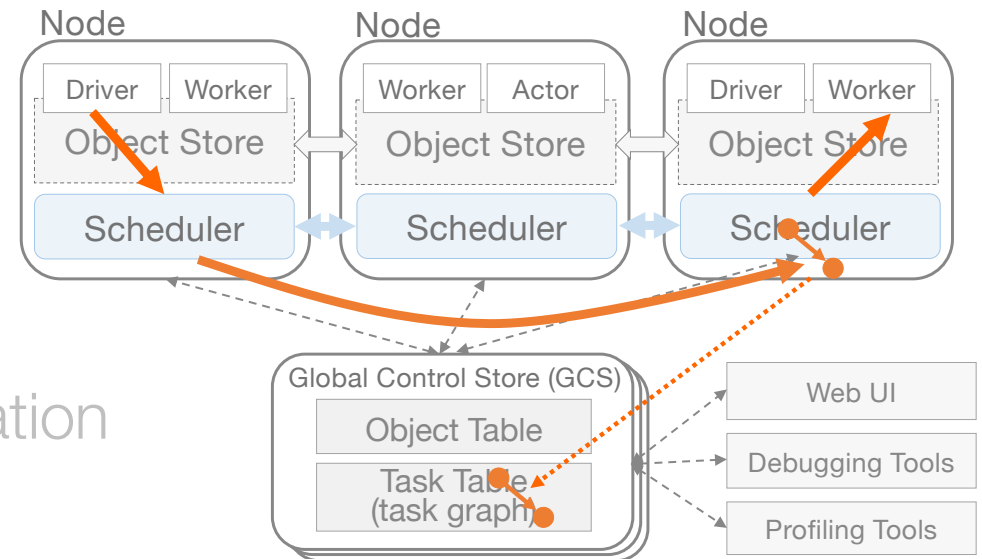 Node
Node
Node
Driver
Worker
Worker
Actor
Driver
Worker
Object Store
Object Store
Object Store
Scheduler
Scheduler
Scheduler
Global Control Store (GCS)
Object Table
Task Table
(task graph)
ation
Web UI
Debugging Tools
Profiling Tools